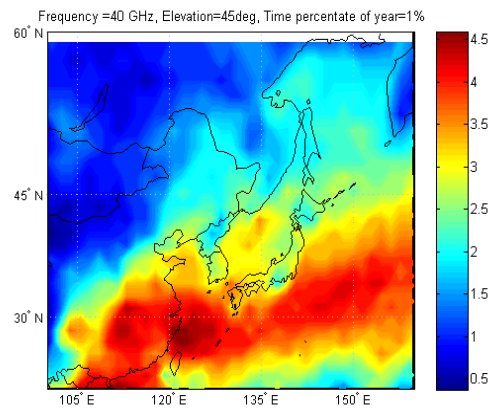 Frequency =40 GHz, Elevation=45deg, Time percentate of year=1%
60° N
45° N
30° N
105° E
120° E
135° E
150° E
4.5
4
3.5
3
2.5
2
1.5
1
0.5